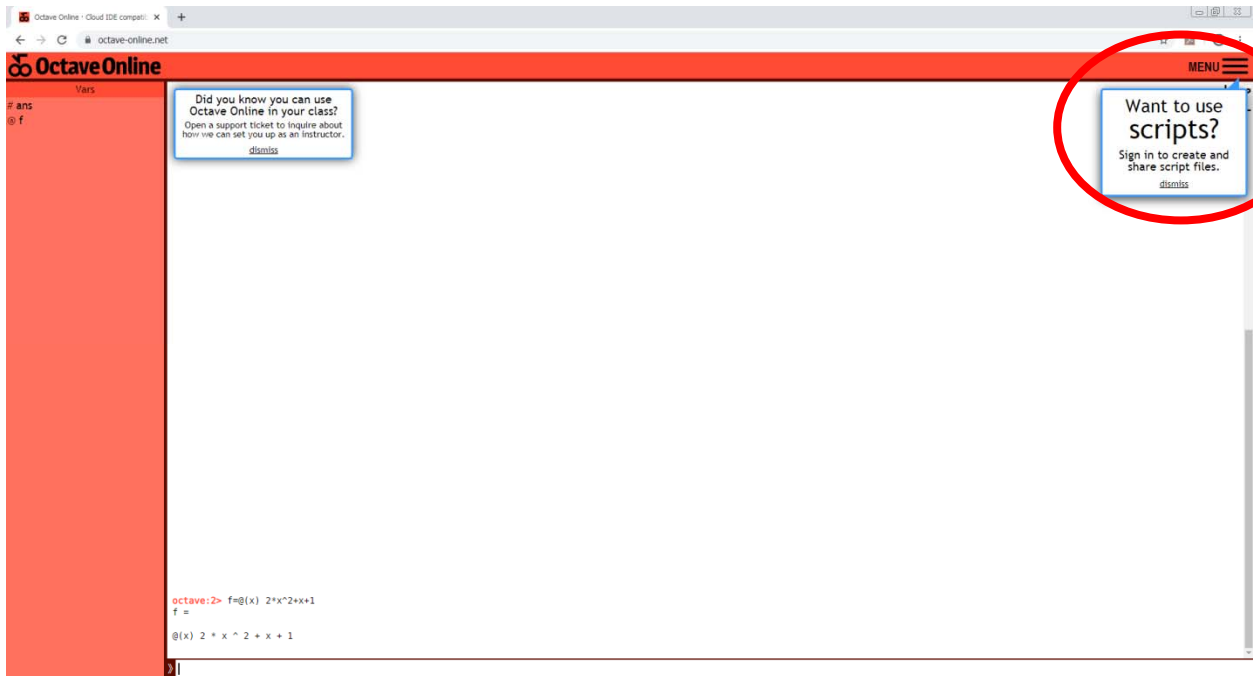 Octave Online · Cloud IDE compati
octave-online.net
Octave Online
MENU
Vars
# ans
@ f
Did you know you can use
Octave Online in your class?
Open a support ticket to inquire about
how we can set you up as an instructor.
dismiss
Want to use
scripts?
Sign in to create and
share script files.
dismiss
octave:2> f=@(x) 2*x^2+x+1
f =
@(x) 2 * x ^ 2 + x + 1